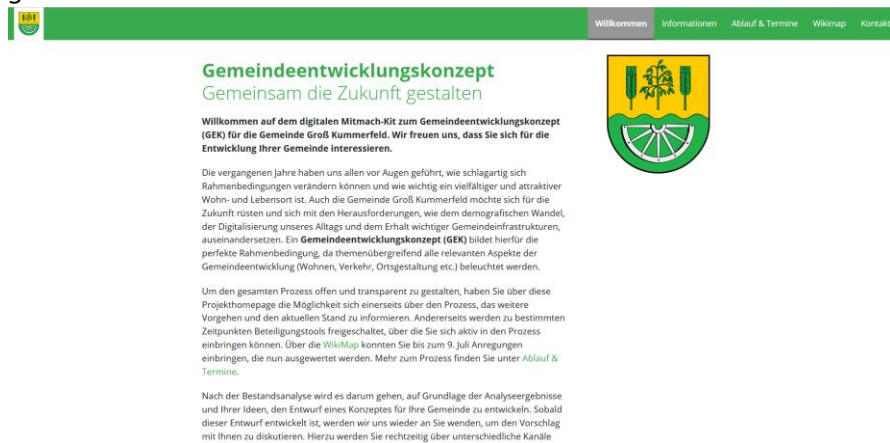 Willkommen Informationen Ablauf & Termine Wikimap Kontakt
Gemeindeentwicklungskonzept
Gemeinsam die Zukunft gestalten
Willkommen auf dem digitalen Mitmach-Kit zum Gemeindeentwicklungskonzept
(GEK) für die Gemeinde Groß Kummerfeld. Wir freuen uns, dass Sie sich für die
Entwicklung Ihrer Gemeinde interessieren.
Die vergangenen Jahre haben uns allen vor Augen geführt, wie schlagartig sich
Rahmenbedingungen verändern können und wie wichtig ein vielfältiger und attraktiver
Wohn- und Lebensort ist. Auch die Gemeinde Groß Kummerfeld möchte sich für die
Zukunft rüsten und sich mit den Herausforderungen, wie dem demografischen Wandel,
der Digitalisierung unseres Alltags und dem Erhalt wichtiger Gemeindeinfrastrukturen,
auseinandersetzen. Ein Gemeindeentwicklungskonzept (GEK) bildet hierfür die
perfekte Rahmenbedingung, da themenübergreifend alle relevanten Aspekte der
Gemeindeentwicklung (Wohnen, Verkehr, Ortsgestaltung etc.) beleuchtet werden.
Um den gesamten Prozess offen und transparent zu gestalten, haben Sie über diese
Projekthomepage die Möglichkeit sich einerseits über den Prozess, das weitere
Vorgehen und den aktuellen Stand zu informieren. Andererseits werden zu bestimmten
Zeitpunkten Beteiligungstools freigeschaltet, über die Sie sich aktiv in den Prozess
einbringen können. Über die WikiMap konnten Sie bis zum 9. Juli Anregungen
einbringen, die nun ausgewertet werden. Mehr zum Prozess finden Sie unter Ablauf &
Termine.
Nach der Bestandsanalyse wird es darum gehen, auf Grundlage der Analyseergebnisse
und Ihrer Ideen, den Entwurf eines Konzeptes für Ihre Gemeinde zu entwickeln. Sobald
dieser Entwurf entwickelt ist, werden wir uns wieder an Sie wenden, um den Vorschlag
mit Ihnen zu diskutieren. Hierzu werden Sie rechtzeitig über unterschiedliche Kanäle